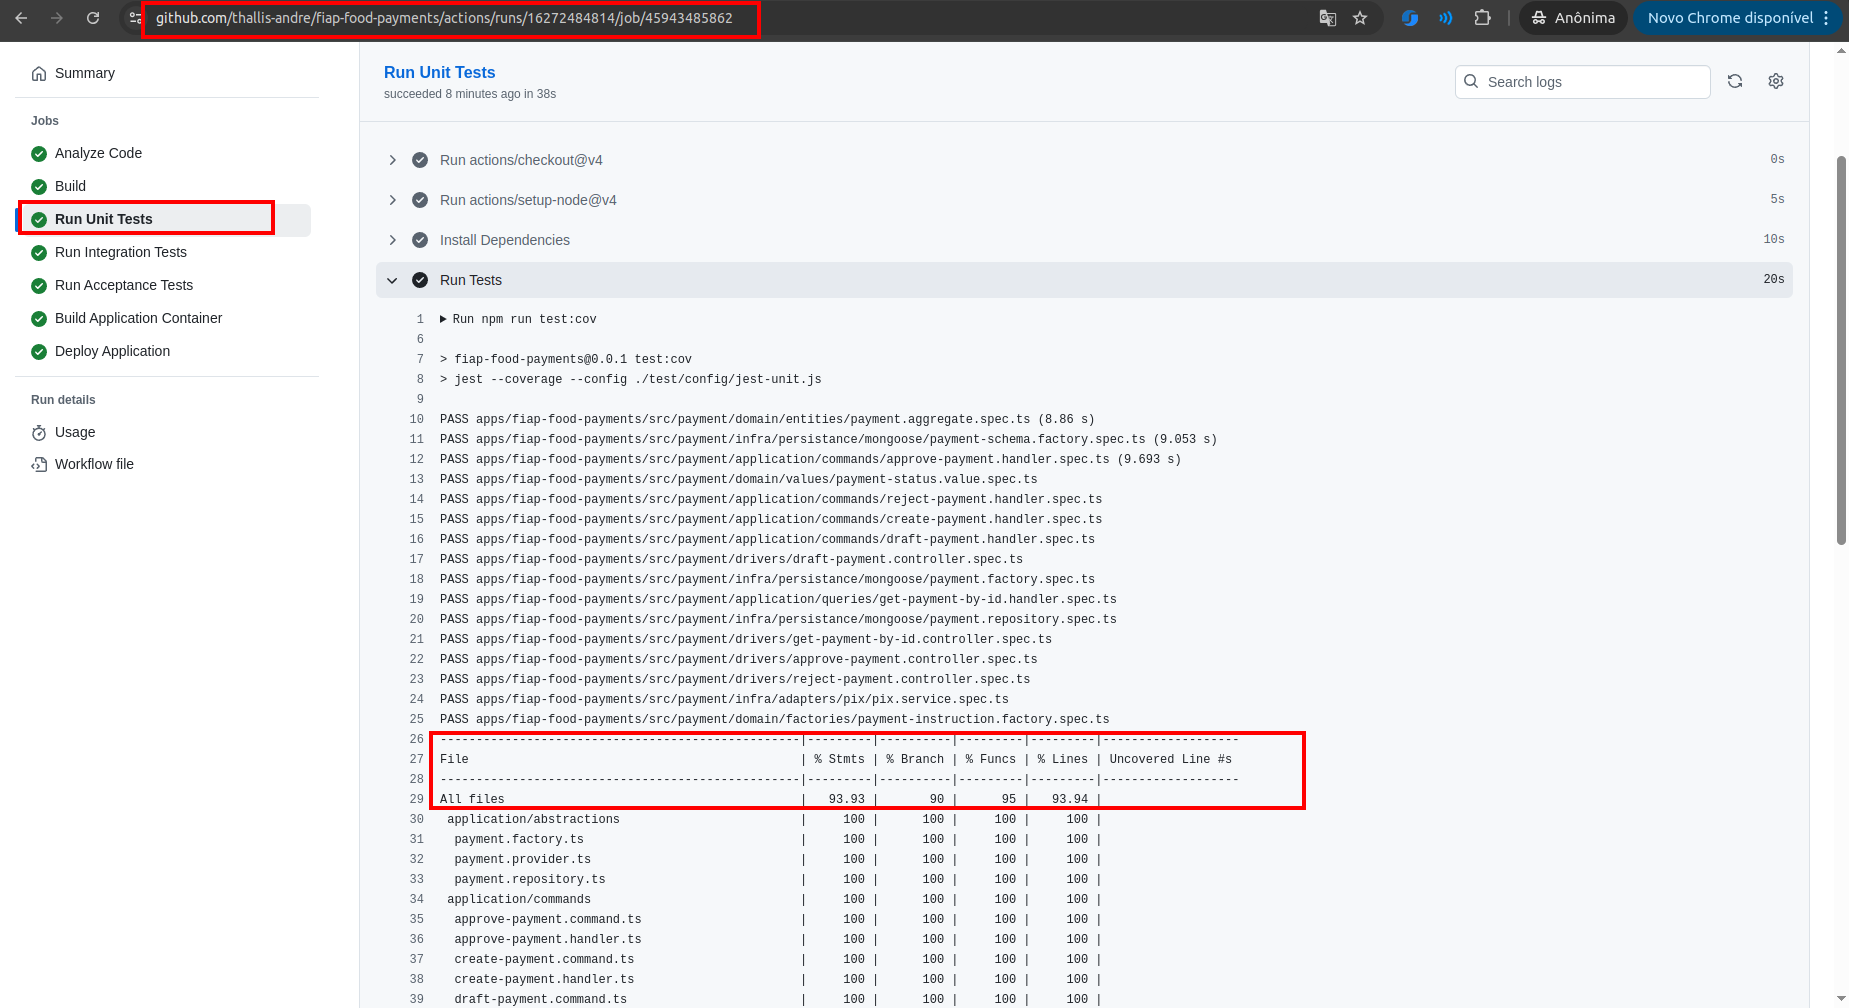 github.com/thallis-andre/fiap-food-payments/actions/runs/16272484814/job/45943485862
Anônima
Novo Chrome disponível
Summary
Jobs
Analyze Code
Build
Run Unit Tests
Run Integration Tests
Run Acceptance Tests
Build Application Container
Deploy Application
Run details
Usage
Workflow file
Run Unit Tests
succeeded 8 minutes ago in 38s
Search logs
Run actions/checkout@v4 0s
Run actions/setup-node@v4 5s
Install Dependencies 10s
Run Tests 20s
1 Run npm run test:cov
6
7 > fiap-food-payments@0.0.1 test:cov
8 > jest --coverage --config ./test/config/jest-unit.js
9
10 PASS apps/fiap-food-payments/src/payment/domain/entities/payment.aggregate.spec.ts (8.86 s)
11 PASS apps/fiap-food-payments/src/payment/infra/persistance/mongoose/payment-schema.factory.spec.ts (9.053 s)
12 PASS apps/fiap-food-payments/src/payment/application/commands/approve-payment.handler.spec.ts (9.693 s)
13 PASS apps/fiap-food-payments/src/payment/domain/values/payment-status.value.spec.ts
14 PASS apps/fiap-food-payments/src/payment/application/commands/reject-payment.handler.spec.ts
15 PASS apps/fiap-food-payments/src/payment/application/commands/create-payment.handler.spec.ts
16 PASS apps/fiap-food-payments/src/payment/application/commands/draft-payment.handler.spec.ts
17 PASS apps/fiap-food-payments/src/payment/drivers/draft-payment.controller.spec.ts
18 PASS apps/fiap-food-payments/src/payment/infra/persistance/mongoose/payment.factory.spec.ts
19 PASS apps/fiap-food-payments/src/payment/application/queries/get-payment-by-id.handler.spec.ts
20 PASS apps/fiap-food-payments/src/payment/infra/persistance/mongoose/payment.repository.spec.ts
21 PASS apps/fiap-food-payments/src/payment/drivers/get-payment-by-id.controller.spec.ts
22 PASS apps/fiap-food-payments/src/payment/drivers/approve-payment.controller.spec.ts
23 PASS apps/fiap-food-payments/src/payment/drivers/reject-payment.controller.spec.ts
24 PASS apps/fiap-food-payments/src/payment/infra/adapters/pix/pix.service.spec.ts
25 PASS apps/fiap-food-payments/src/payment/domain/factories/payment-instruction.factory.spec.ts
26 --------------------------------------------------|---------|----------|---------|---------|-------------------
27 File | % Stmts | % Branch | % Funcs | % Lines | Uncovered Line #s
28 --------------------------------------------------|---------|----------|---------|---------|-------------------
29 All files | 93.93 | 90 | 95 | 93.94 |
30 application/abstractions | 100 | 100 | 100 | 100 |
31 payment.factory.ts | 100 | 100 | 100 | 100 |
32 payment.provider.ts | 100 | 100 | 100 | 100 |
33 payment.repository.ts | 100 | 100 | 100 | 100 |
34 application/commands | 100 | 100 | 100 | 100 |
35 approve-payment.command.ts | 100 | 100 | 100 | 100 |
36 approve-payment.handler.ts | 100 | 100 | 100 | 100 |
37 create-payment.command.ts | 100 | 100 | 100 | 100 |
38 create-payment.handler.ts | 100 | 100 | 100 | 100 |
39 draft-payment.command.ts | 100 | 100 | 100 | 100 |